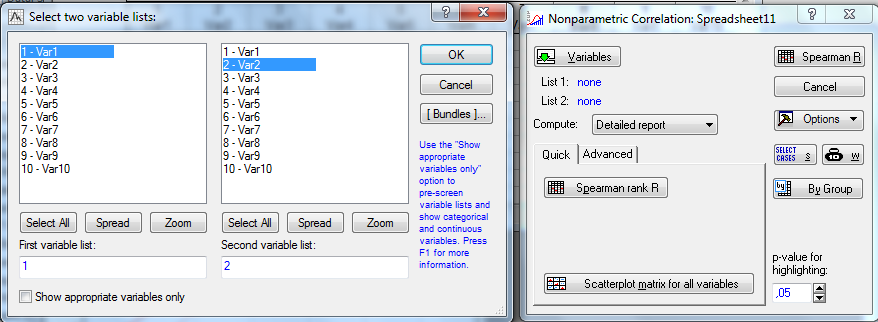 Select two variable lists:
1 - Var1
2 - Var2
3 - Var3
4 - Var4
5 - Var5
6 - Var6
7 - Var7
8 - Var8
9 - Var9
10 - Var10
Select All Spread Zoom
First variable list:
1
1 - Var1
2 - Var2
3 - Var3
4 - Var4
5 - Var5
6 - Var6
7 - Var7
8 - Var8
9 - Var9
10 - Var10
Select All Spread Zoom
Second variable list:
2
Show appropriate variables only
OK
Cancel
[ Bundles ]...
Use the "Show
appropriate
variables only"
option to
pre-screen
variable lists and
show categorical
and continuous
variables. Press
F1 for more
information.
Nonparametric Correlation: Spreadsheet11
Variables
List 1: none
List 2: none
Compute: Detailed report
Quick Advanced
Spearman rank R
Scatterplot matrix for all variables
Spearman R
Cancel
Options
SELECT
CASES S W
by By Group
p-value for
highlighting:
,05